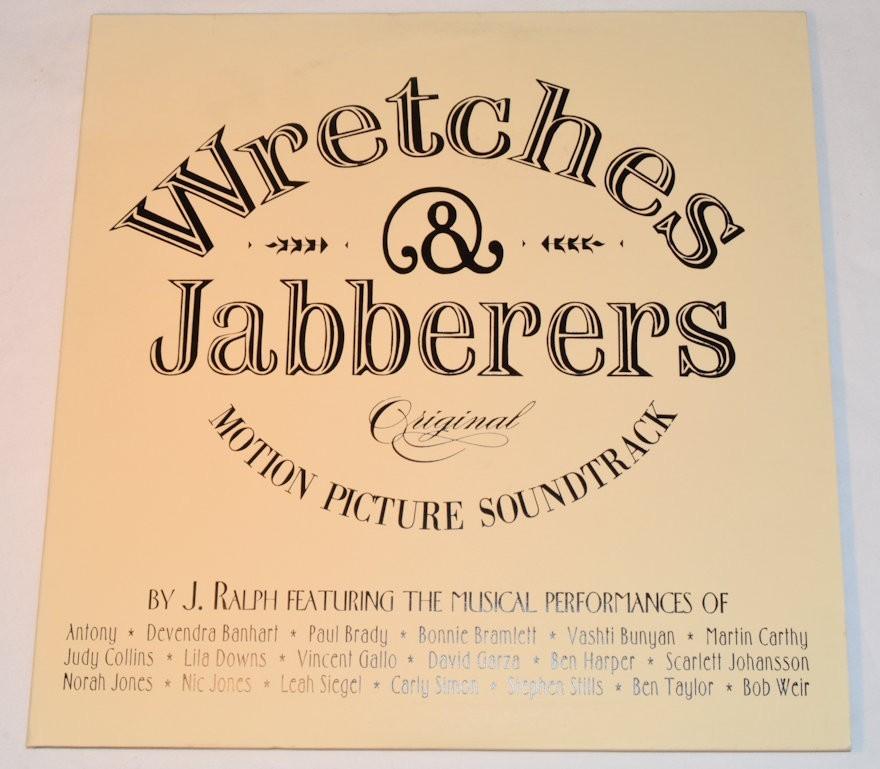 Wretches
&
Jabberers
Original
MOTION PICTURE SOUNDTRACK
BY J. RALPH FEATURING THE MUSICAL PERFORMANCES OF
Antony * Devendra Banhart * Paul Brady * Bonnie Bramlett * Vashti Bunyan * Martin Carthy
Judy Collins * Lila Downs * Vincent Gallo * David Garza * Ben Harper * Scarlett Johansson
Norah Jones * Nic Jones * Leah Siegel * Carly Simon * Stephen Stills * Ben Taylor * Bob Weir